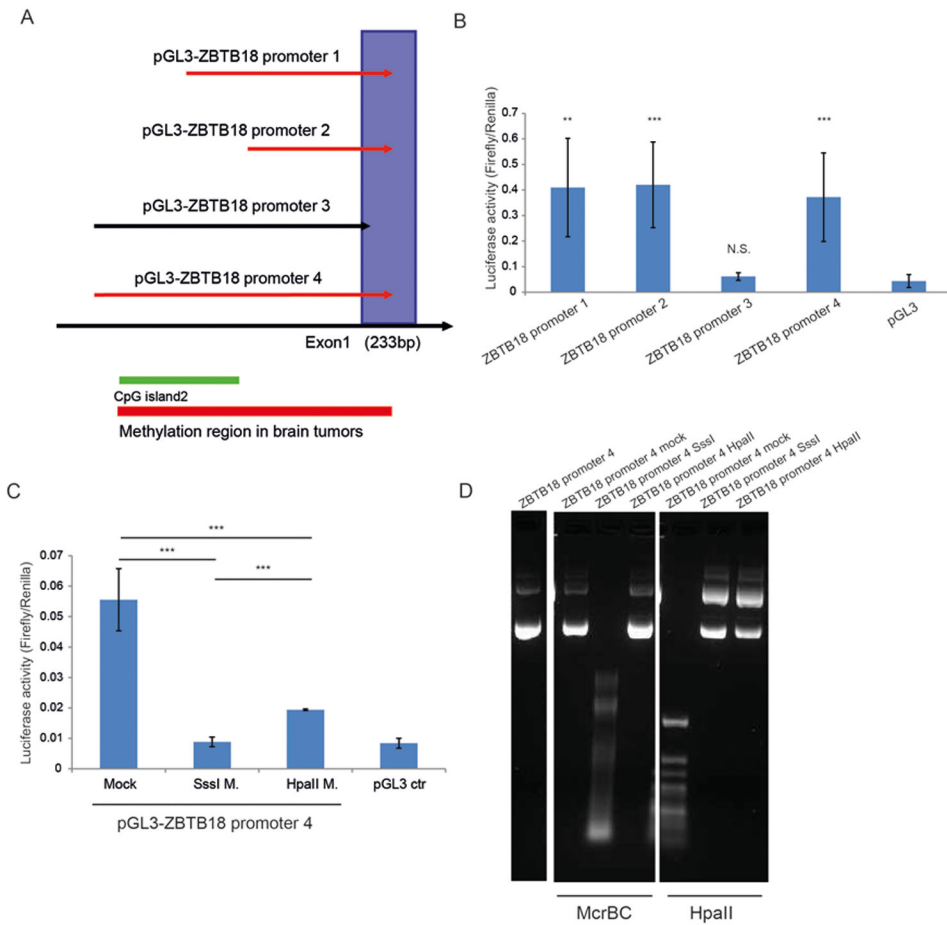 A
pGL3-ZBTB18 promoter 1
pGL3-ZBTB18 promoter 2
pGL3-ZBTB18 promoter 3
pGL3-ZBTB18 promoter 4
Exon1 (233bp)
CpG island2
Methylation region in brain tumors
B
Luciferase activity (Firefly/Renilla)
0.7
0.6
0.5
0.4
0.3
0.2
0.1
0
**
***
N.S.
***
ZBTB18 promoter 1
ZBTB18 promoter 2
ZBTB18 promoter 3
ZBTB18 promoter 4
pGL3
C
Luciferase activity (Firefly/Renilla)
0.07
0.06
0.05
0.04
0.03
0.02
0.01
0
***
***
***
Mock
SssI M.
HpaII M.
pGL3 ctr
pGL3-ZBTB18 promoter 4
D
ZBTB18 promoter 4
ZBTB18 promoter 4 mock
ZBTB18 promoter 4 SssI
ZBTB18 promoter 4 HpaII
ZBTB18 promoter 4 mock
ZBTB18 promoter 4 SssI
ZBTB18 promoter 4 HpaII
McrBC
HpaII